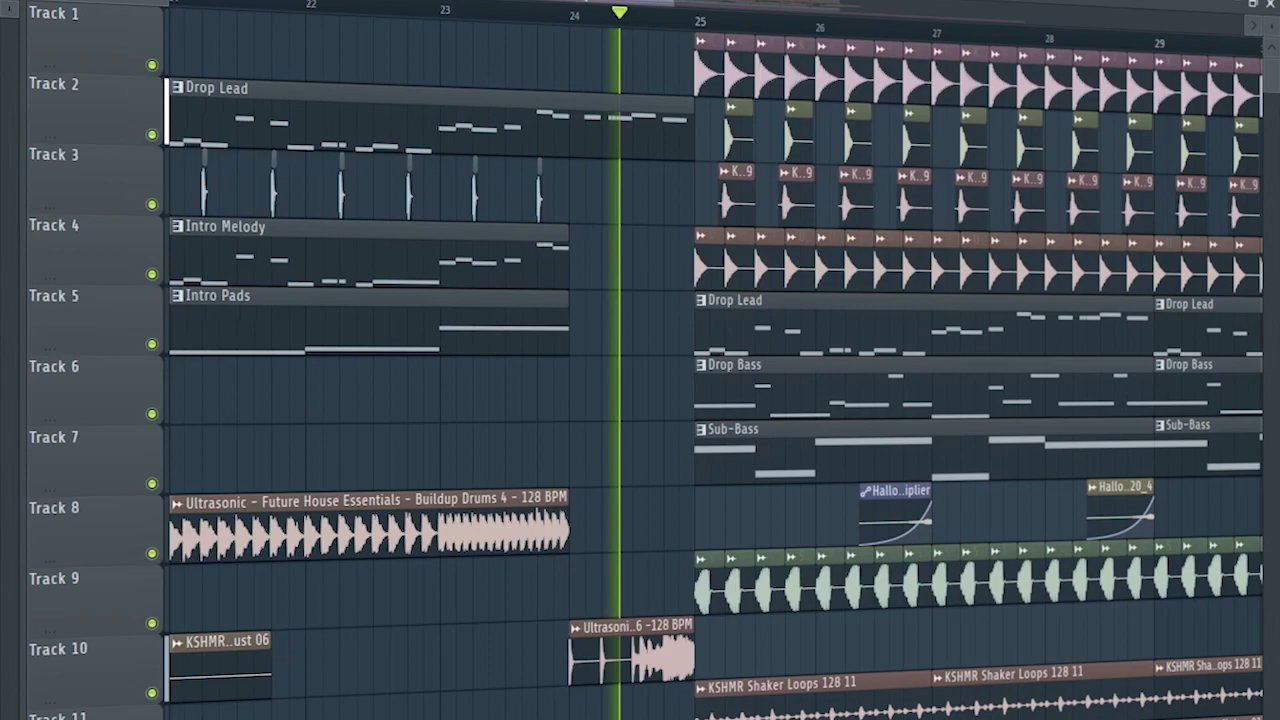 22 23 24 25 26 27 28 29
Track 1
Track 2
Drop Lead
Track 3
K..9 K..9 K..9 K..9 K..9 K..9 K..9 K..9 K..9 K..9
Track 4
Intro Melody
Track 5
Intro Pads
Drop Lead Drop Lead
Track 6
Drop Bass Drop Bass
Track 7
Sub-Bass Sub-Bass
Track 8
Ultrasonic - Future House Essentials - Buildup Drums 4 - 128 BPM
Hallo..iplier Hallo..20_4
Track 9
Track 10
KSHMR..ust 06
Ultrasoni..6 -128 BPM
KSHMR Shaker Loops 128 11 KSHMR Shaker Loops 128 11 KSHMR Sha..ops 128 11
Track 11